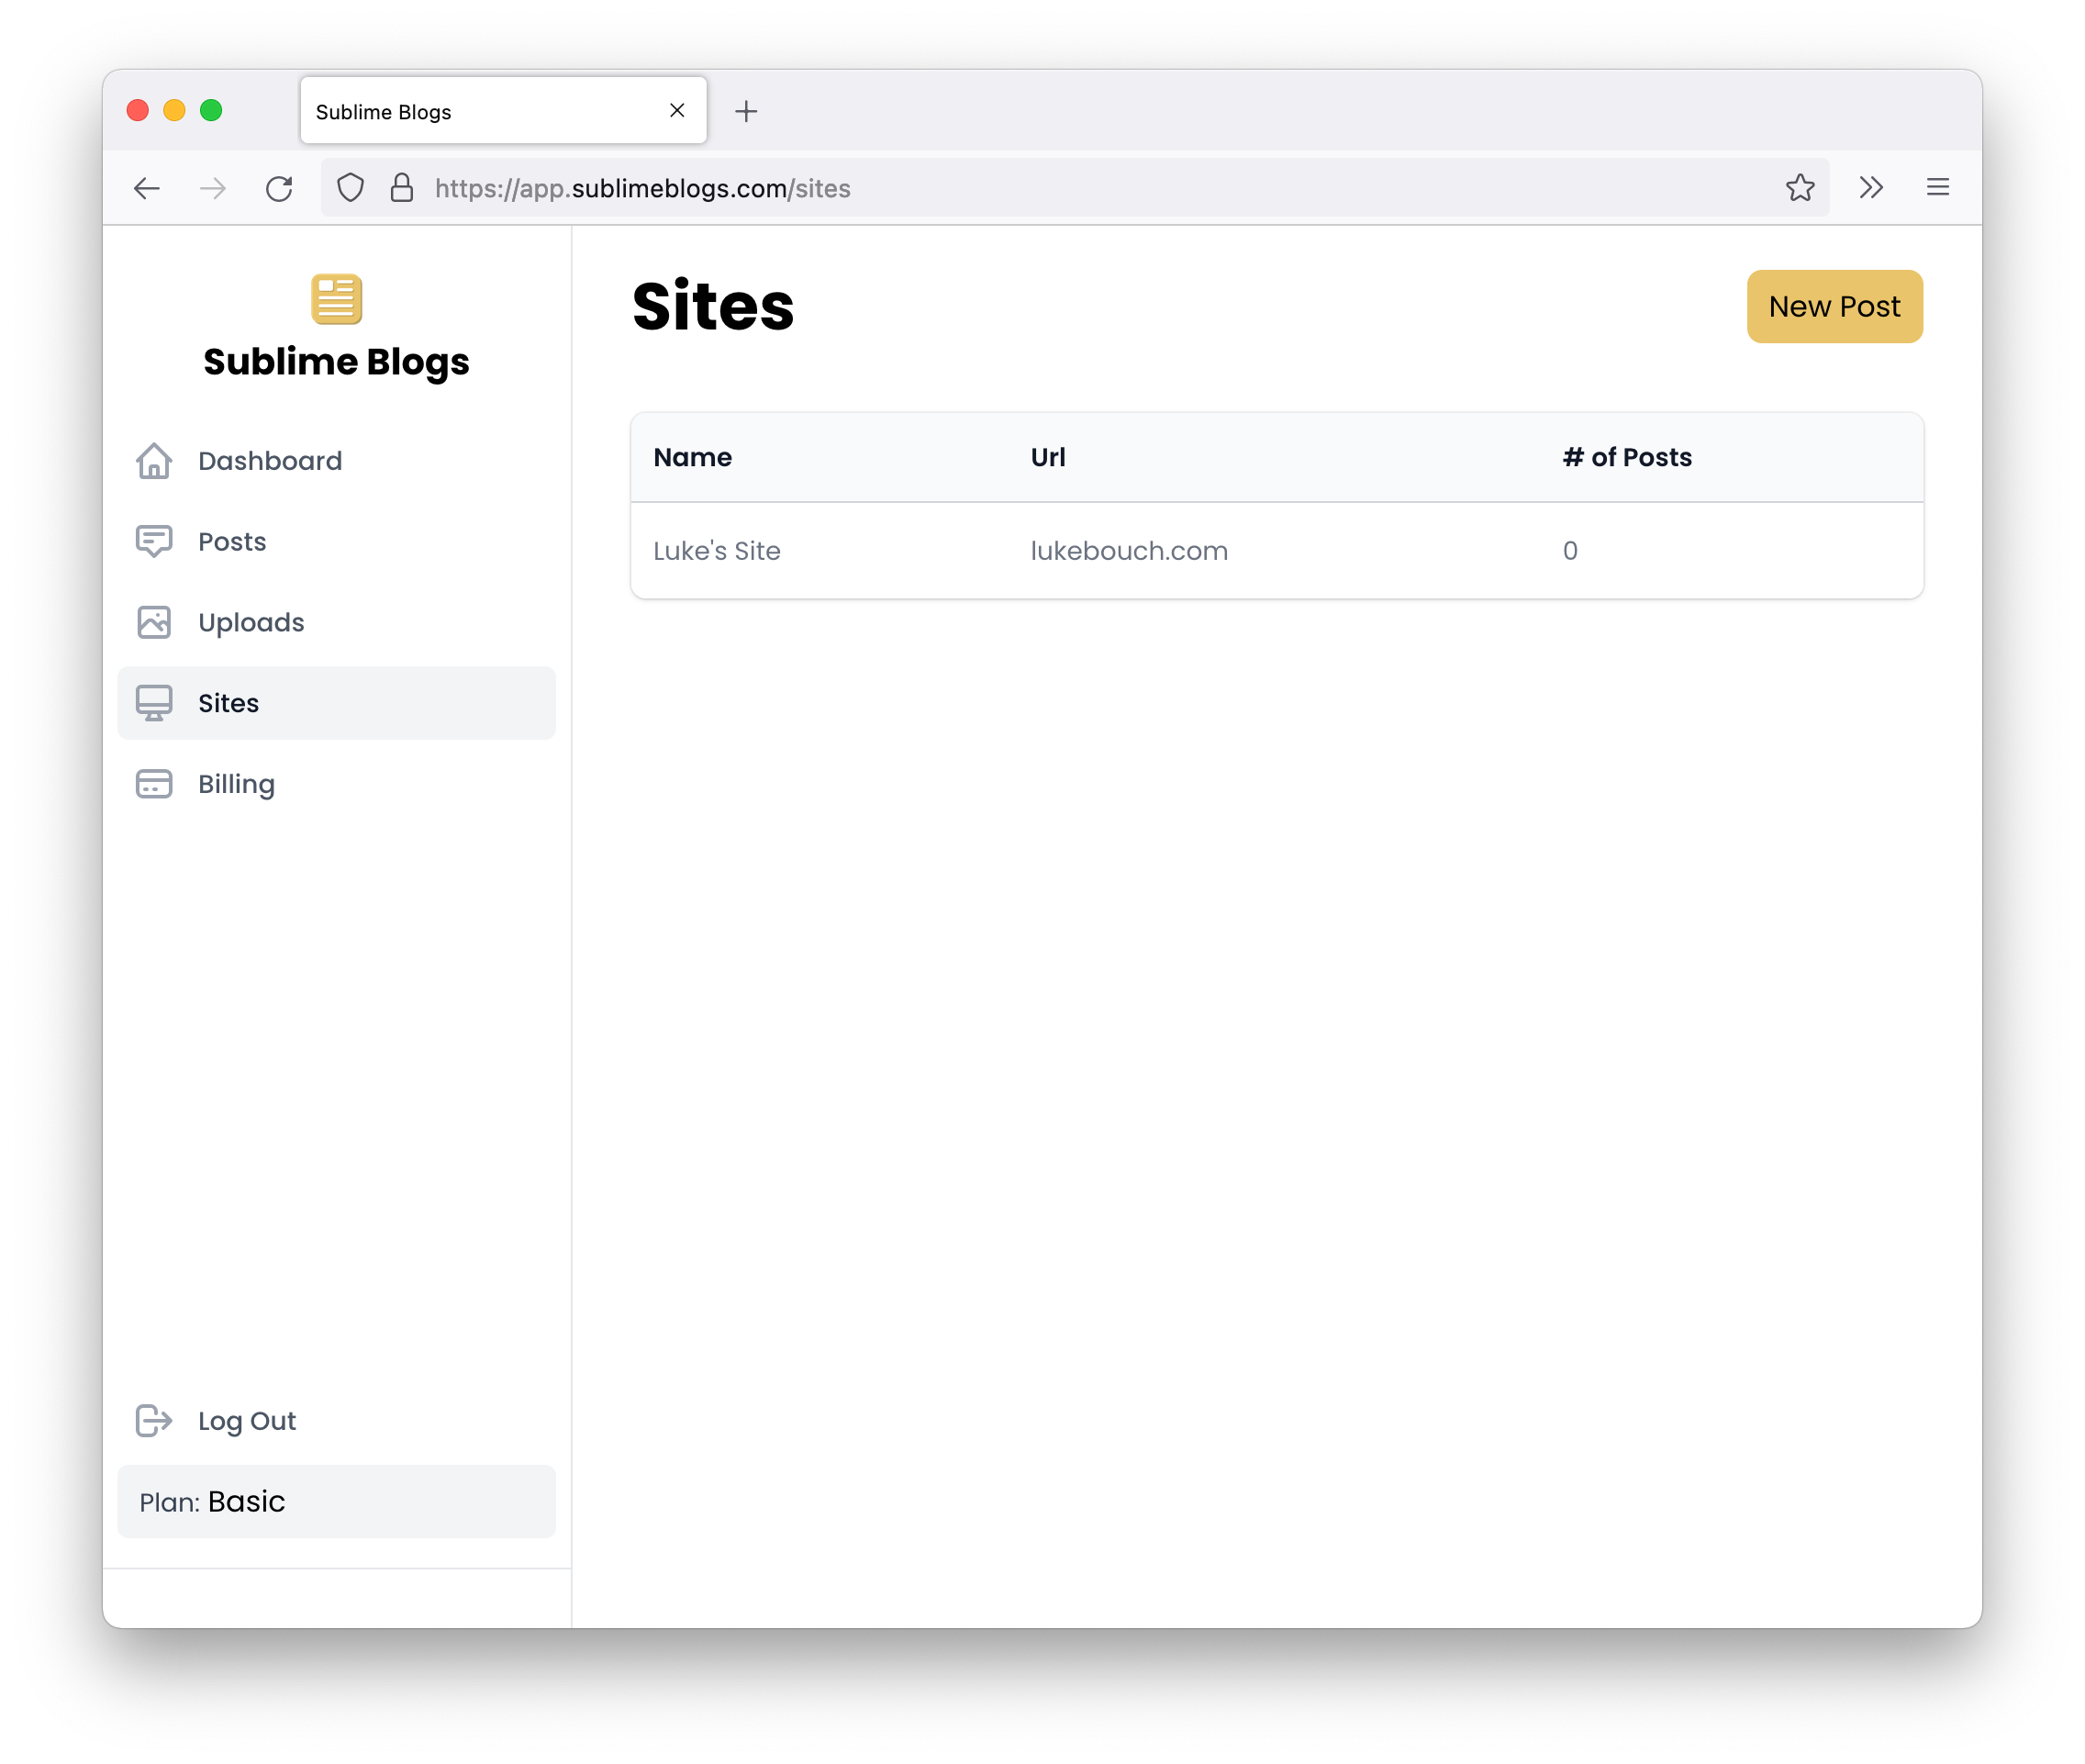 Sublime Blogs
https://app.sublimeblogs.com/sites
Sublime Blogs
Dashboard
Posts
Uploads
Sites
Billing
Log Out
Plan: Basic
Sites
New Post
Name Url # of Posts
Luke's Site lukebouch.com 0